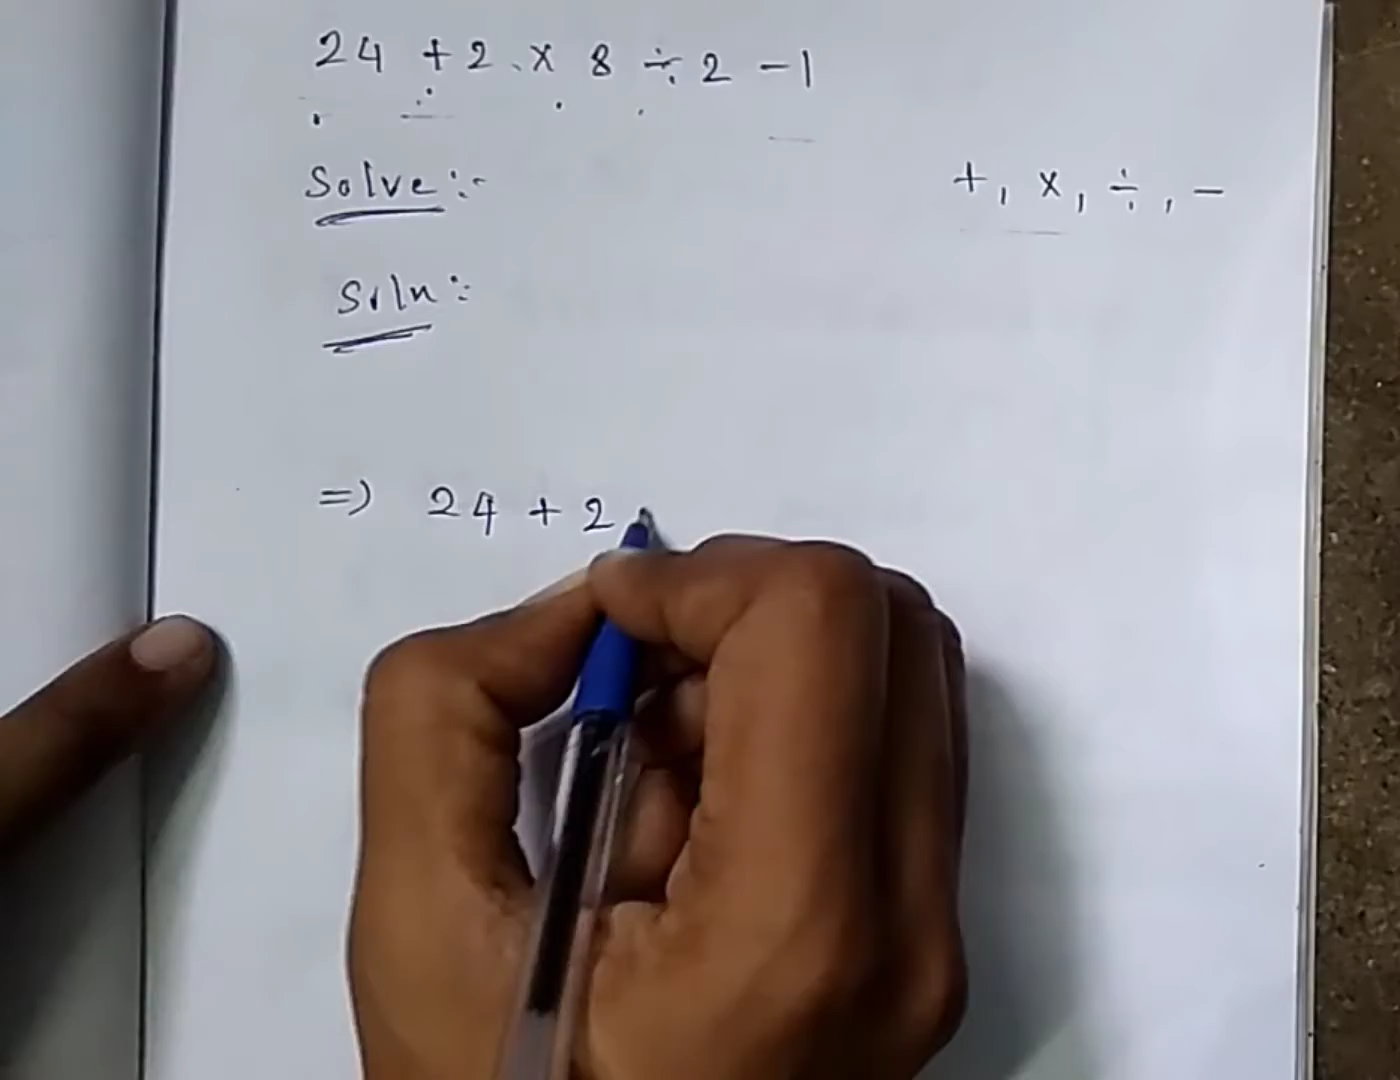 24 + 2 × 8 ÷ 2 - 1
Solve :-
+, ×, ÷, -
Soln :
=) 24 + 2